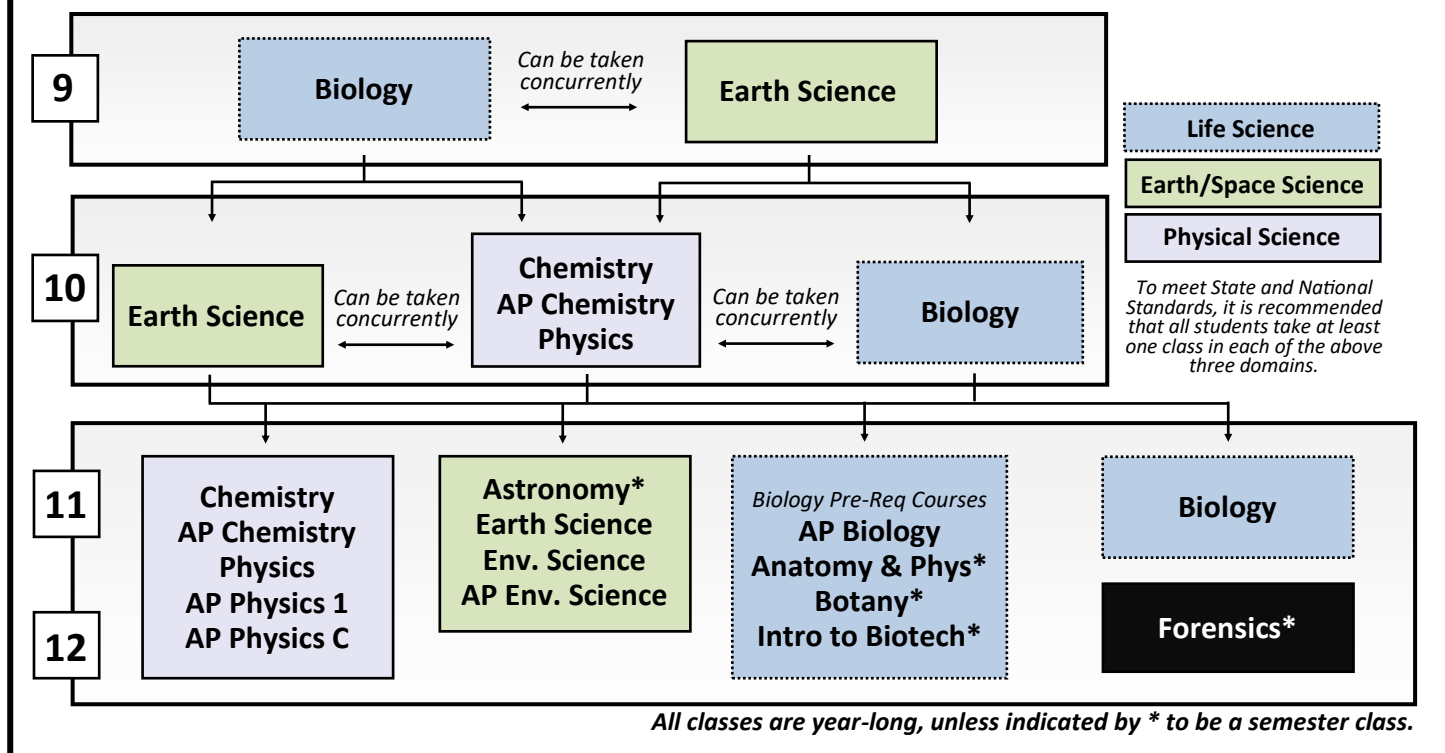 9
Biology
Can be taken
concurrently
Earth Science
Life Science
Earth/Space Science
Physical Science
To meet State and National
Standards, it is recommended
that all students take at least
one class in each of the above
three domains.
10
Earth Science
Can be taken
concurrently
Chemistry
AP Chemistry
Physics
Can be taken
concurrently
Biology
11
12
Chemistry
AP Chemistry
Physics
AP Physics 1
AP Physics C
Astronomy*
Earth Science
Env. Science
AP Env. Science
Biology Pre-Req Courses
AP Biology
Anatomy & Phys*
Botany*
Intro to Biotech*
Biology
Forensics*
All classes are year-long, unless indicated by * to be a semester class.